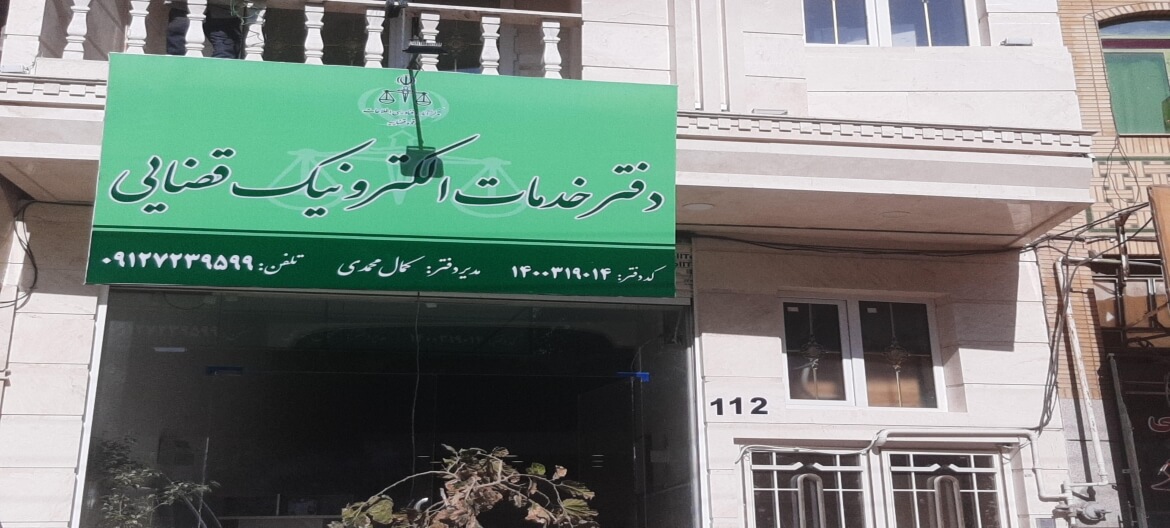 دفتر خدمات الکترونیک قضایی
کد دفتر: ۱۴۰۰۳۱۹۰۱۴ مدیر دفتر: کمال محمدی تلفن: ۰۹۱۲۷۲۳۹۵۹۹
112